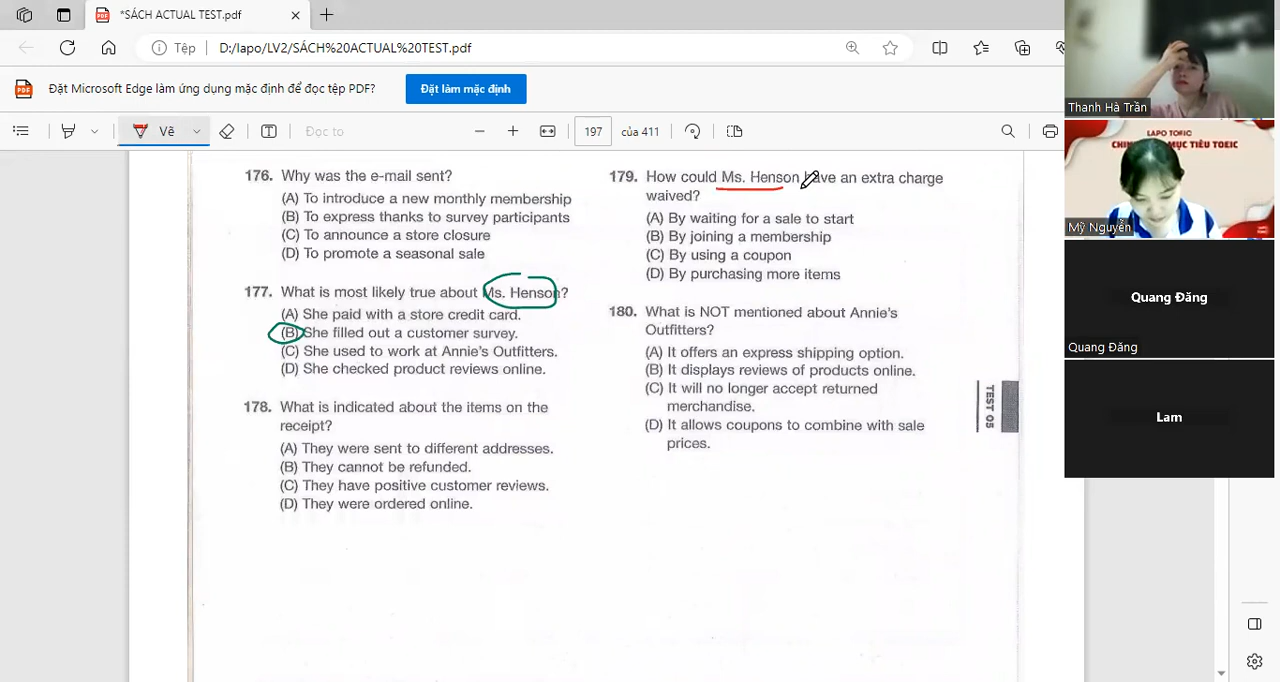 *SÁCH ACTUAL TEST.pdf
Tệp
D:/lapo/LV2/SÁCH%20ACTUAL%20TEST.pdf
Đặt Microsoft Edge làm ứng dụng mặc định để đọc tệp PDF?
Đặt làm mặc định
Vẽ
Đọc to
197
của 411
176. Why was the e-mail sent?
(A) To introduce a new monthly membership
(B) To express thanks to survey participants
(C) To announce a store closure
(D) To promote a seasonal sale
177. What is most likely true about Ms. Henson?
(A) She paid with a store credit card.
(B) She filled out a customer survey.
(C) She used to work at Annie's Outfitters.
(D) She checked product reviews online.
178. What is indicated about the items on the
receipt?
(A) They were sent to different addresses.
(B) They cannot be refunded.
(C) They have positive customer reviews.
(D) They were ordered online.
179. How could Ms. Henson have an extra charge
waived?
(A) By waiting for a sale to start
(B) By joining a membership
(C) By using a coupon
(D) By purchasing more items
180. What is NOT mentioned about Annie's
Outfitters?
(A) It offers an express shipping option.
(B) It displays reviews of products online.
(C) It will no longer accept returned
merchandise.
(D) It allows coupons to combine with sale
prices.
TEST 05
Thanh Hà Trần
LAPO TOEIC
MỤC TIÊU TOEIC
Mỹ Nguyễn
Quang Đăng
Quang Đăng
Lam